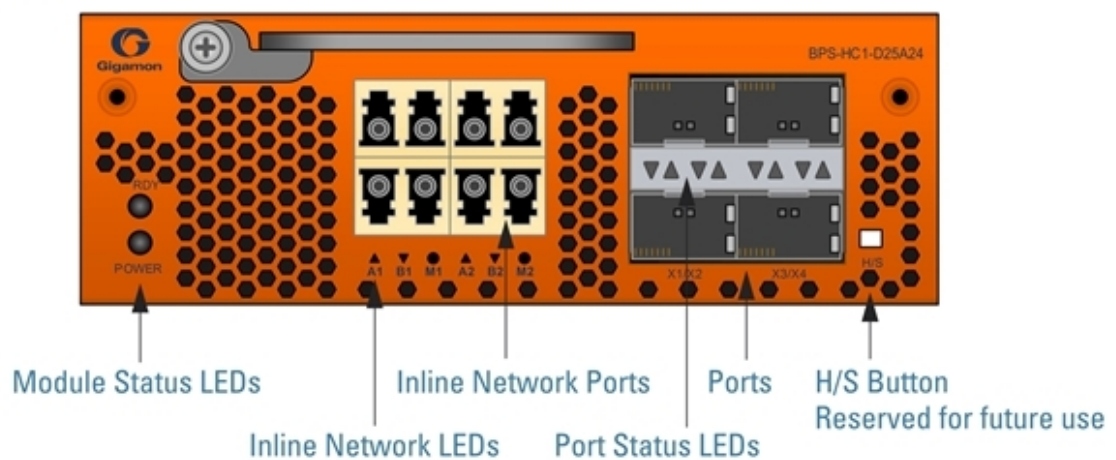 Gigamon
BPS-HC1-D25A24
RDY
POWER
A1 B1 M1 A2 B2 M2
X1/X2 X3/X4
H/S
Module Status LEDs
Inline Network Ports
Ports
H/S Button
Reserved for future use
Inline Network LEDs
Port Status LEDs